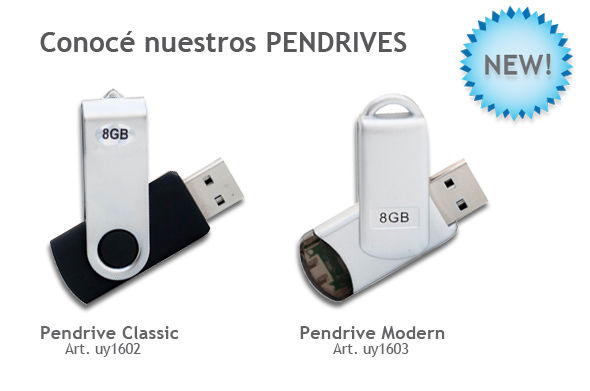 Conocé nuestros PENDRIVES
NEW!
8GB
8GB
Pendrive Classic
Art. uy1602
Pendrive Modern
Art. uy1603